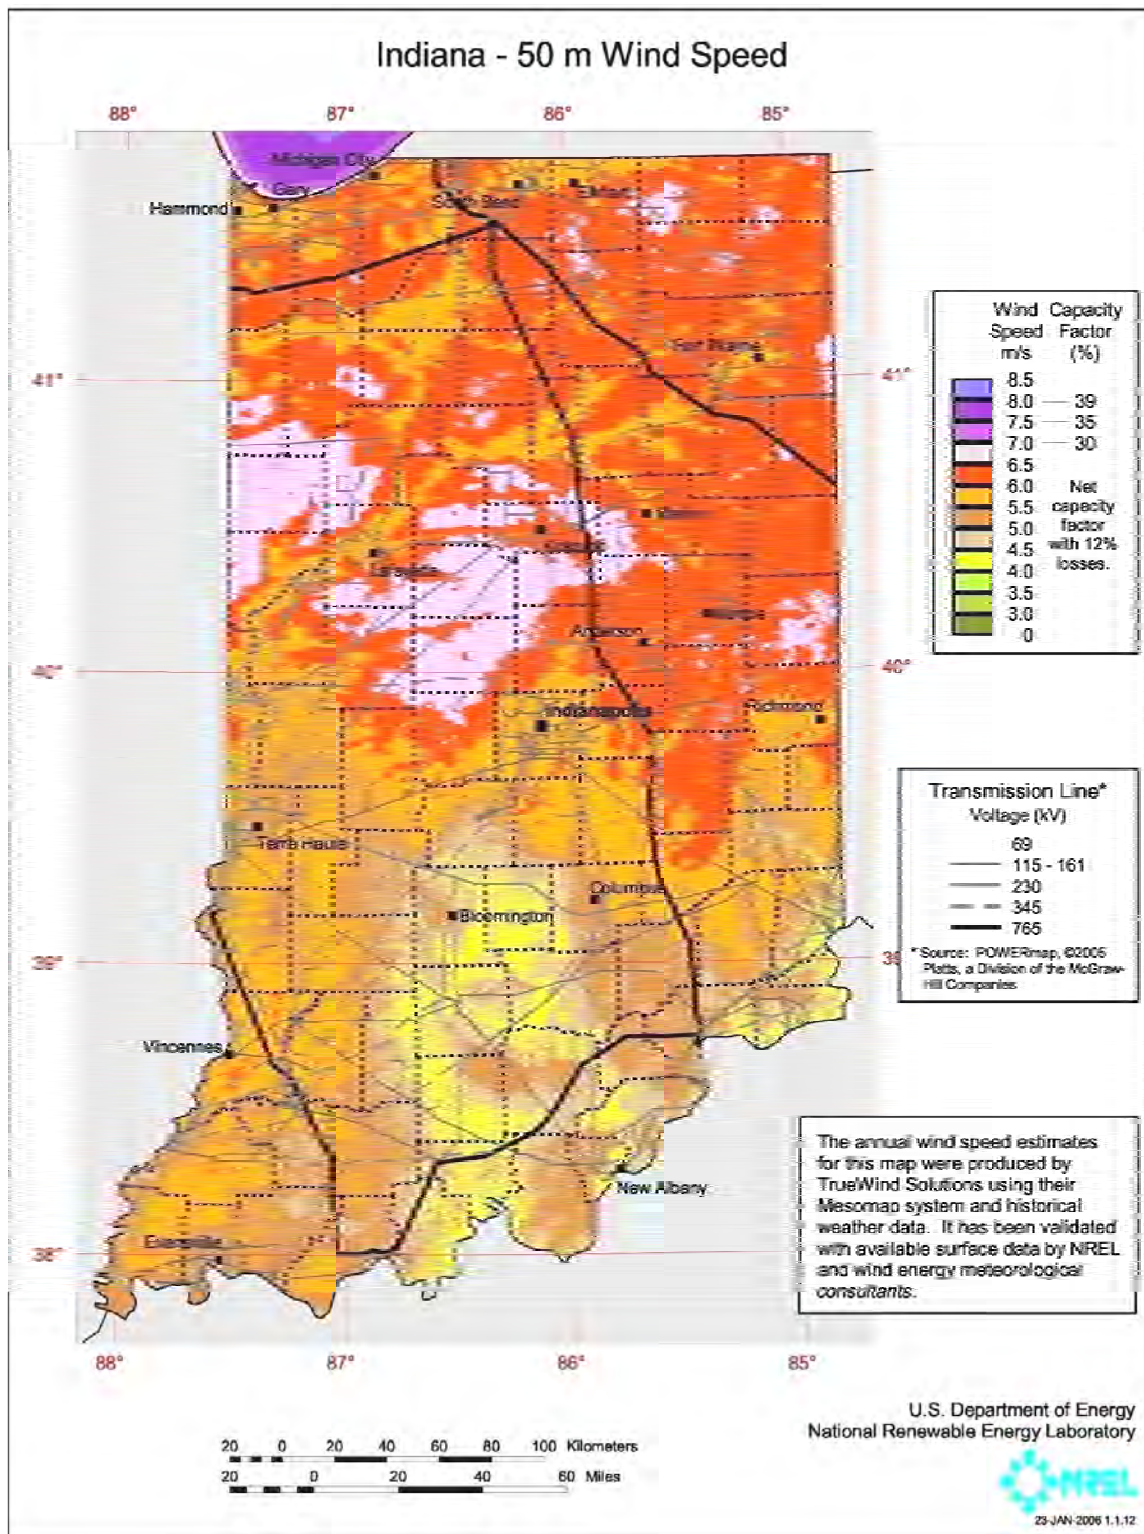 Indiana - 50 m Wind Speed
88° 87° 86° 85°
Michigan City
Gary
Hammond
South Bend
41° 41°
Wind Capacity
Speed Factor
m/s (%)
8.5
8.0 39
7.5 35
7.0 30
6.5
6.0 Net
5.5 capacity
5.0 factor
4.5 with 12%
4.0 losses.
3.5
3.0
0
Anderson
40° 40°
Indianapolis
Richmond
Terre Haute
Columbus
Bloomington
39°
Vincennes
New Albany
38°
88° 87° 86° 85°
Transmission Line*
Voltage (kV)
69
115 - 161
230
345
765
* Source: POWERmap, ©2005
Platts, a Division of the McGraw-
Hill Companies
The annual wind speed estimates
for this map were produced by
TrueWind Solutions using their
Mesomap system and historical
weather data. It has been validated
with available surface data by NREL
and wind energy meteorological
consultants.
20 0 20 40 60 80 100 Kilometers
20 0 20 40 60 Miles
U.S. Department of Energy
National Renewable Energy Laboratory
NREL
23-JAN-2006 1.1.12